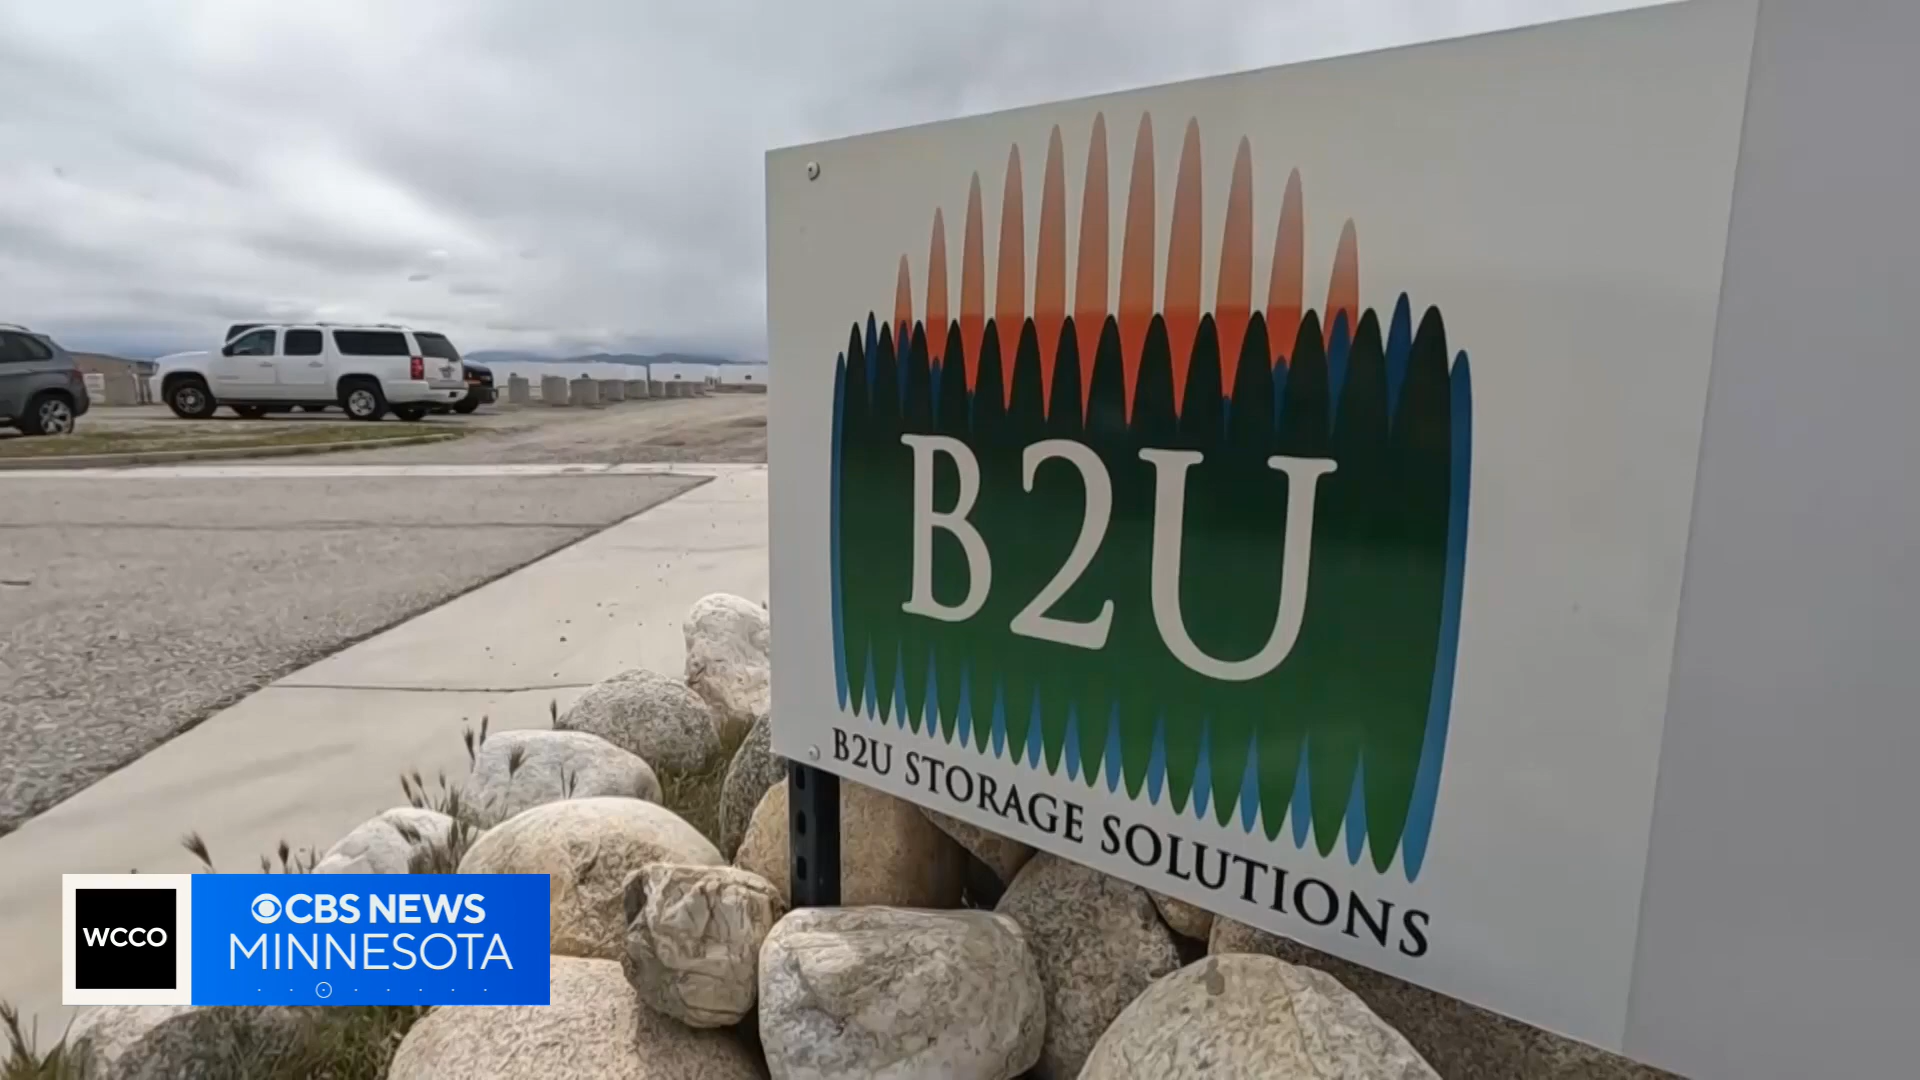 B2U
B2U STORAGE SOLUTIONS
WCCO
CBS NEWS
MINNESOTA